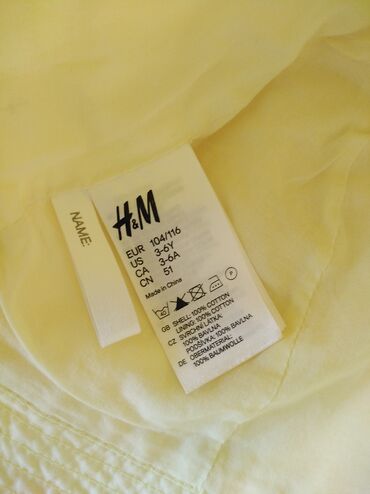 NAME:
H&M
EUR 104/116
US 3-6Y
CA 3-6A
CN 51
Made in China
40
P
GB SHELL: 100% COTTON
LINING: 100% COTTON
CZ SVRCHNÍ LÁTKA:
100% BAVLNA
PODŠÍVKA: 100% BAVLNA
DE OBERMATERIAL:
100% BAUMWOLLE